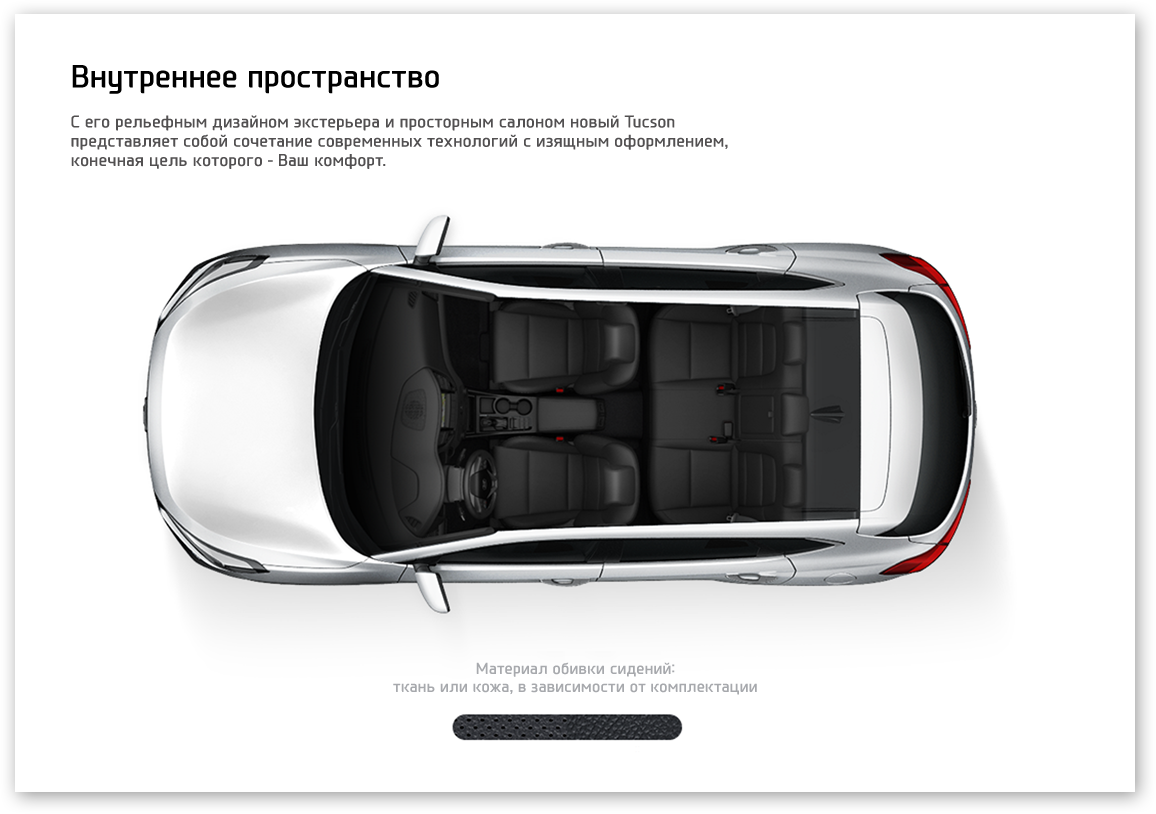 Внутреннее пространство
С его рельефным дизайном экстерьера и просторным салоном новый Tucson
представляет собой сочетание современных технологий с изящным оформлением,
конечная цель которого - Ваш комфорт.
Материал обивки сидений:
ткань или кожа, в зависимости от комплектации